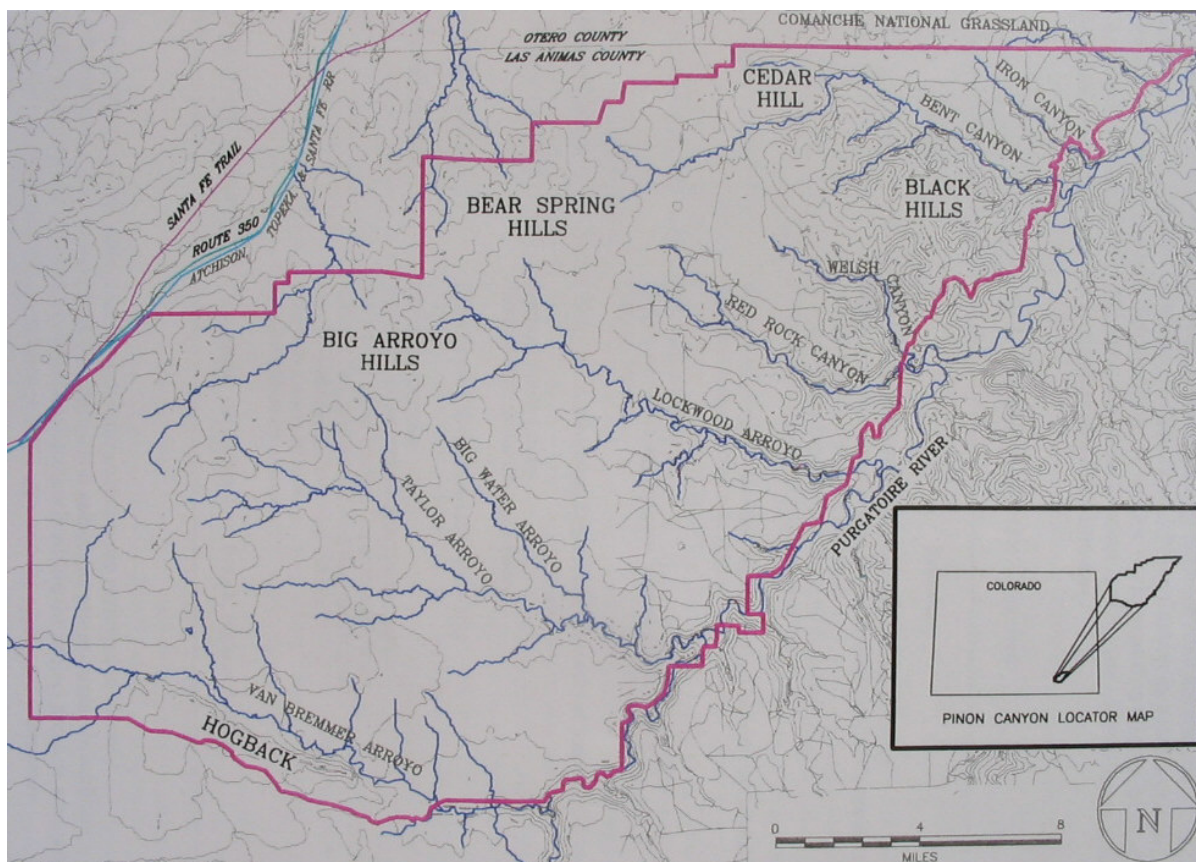 COMANCHE NATIONAL GRASSLAND
OTERO COUNTY
LAS ANIMAS COUNTY
CEDAR
HILL
IRON CANYON
BENT CANYON
SANTA FE TRAIL
ROUTE 350
ATCHISON, TOPEKA & SANTA FE RR
BEAR SPRING
HILLS
BLACK
HILLS
WELSH CANYON
RED ROCK CANYON
BIG ARROYO
HILLS
LOCKWOOD ARROYO
BIG WATER ARROYO
TAYLOR ARROYO
PURGATOIRE RIVER
VAN BREMMER ARROYO
HOGBACK
COLORADO
PINON CANYON LOCATOR MAP
0 4 8
MILES
N